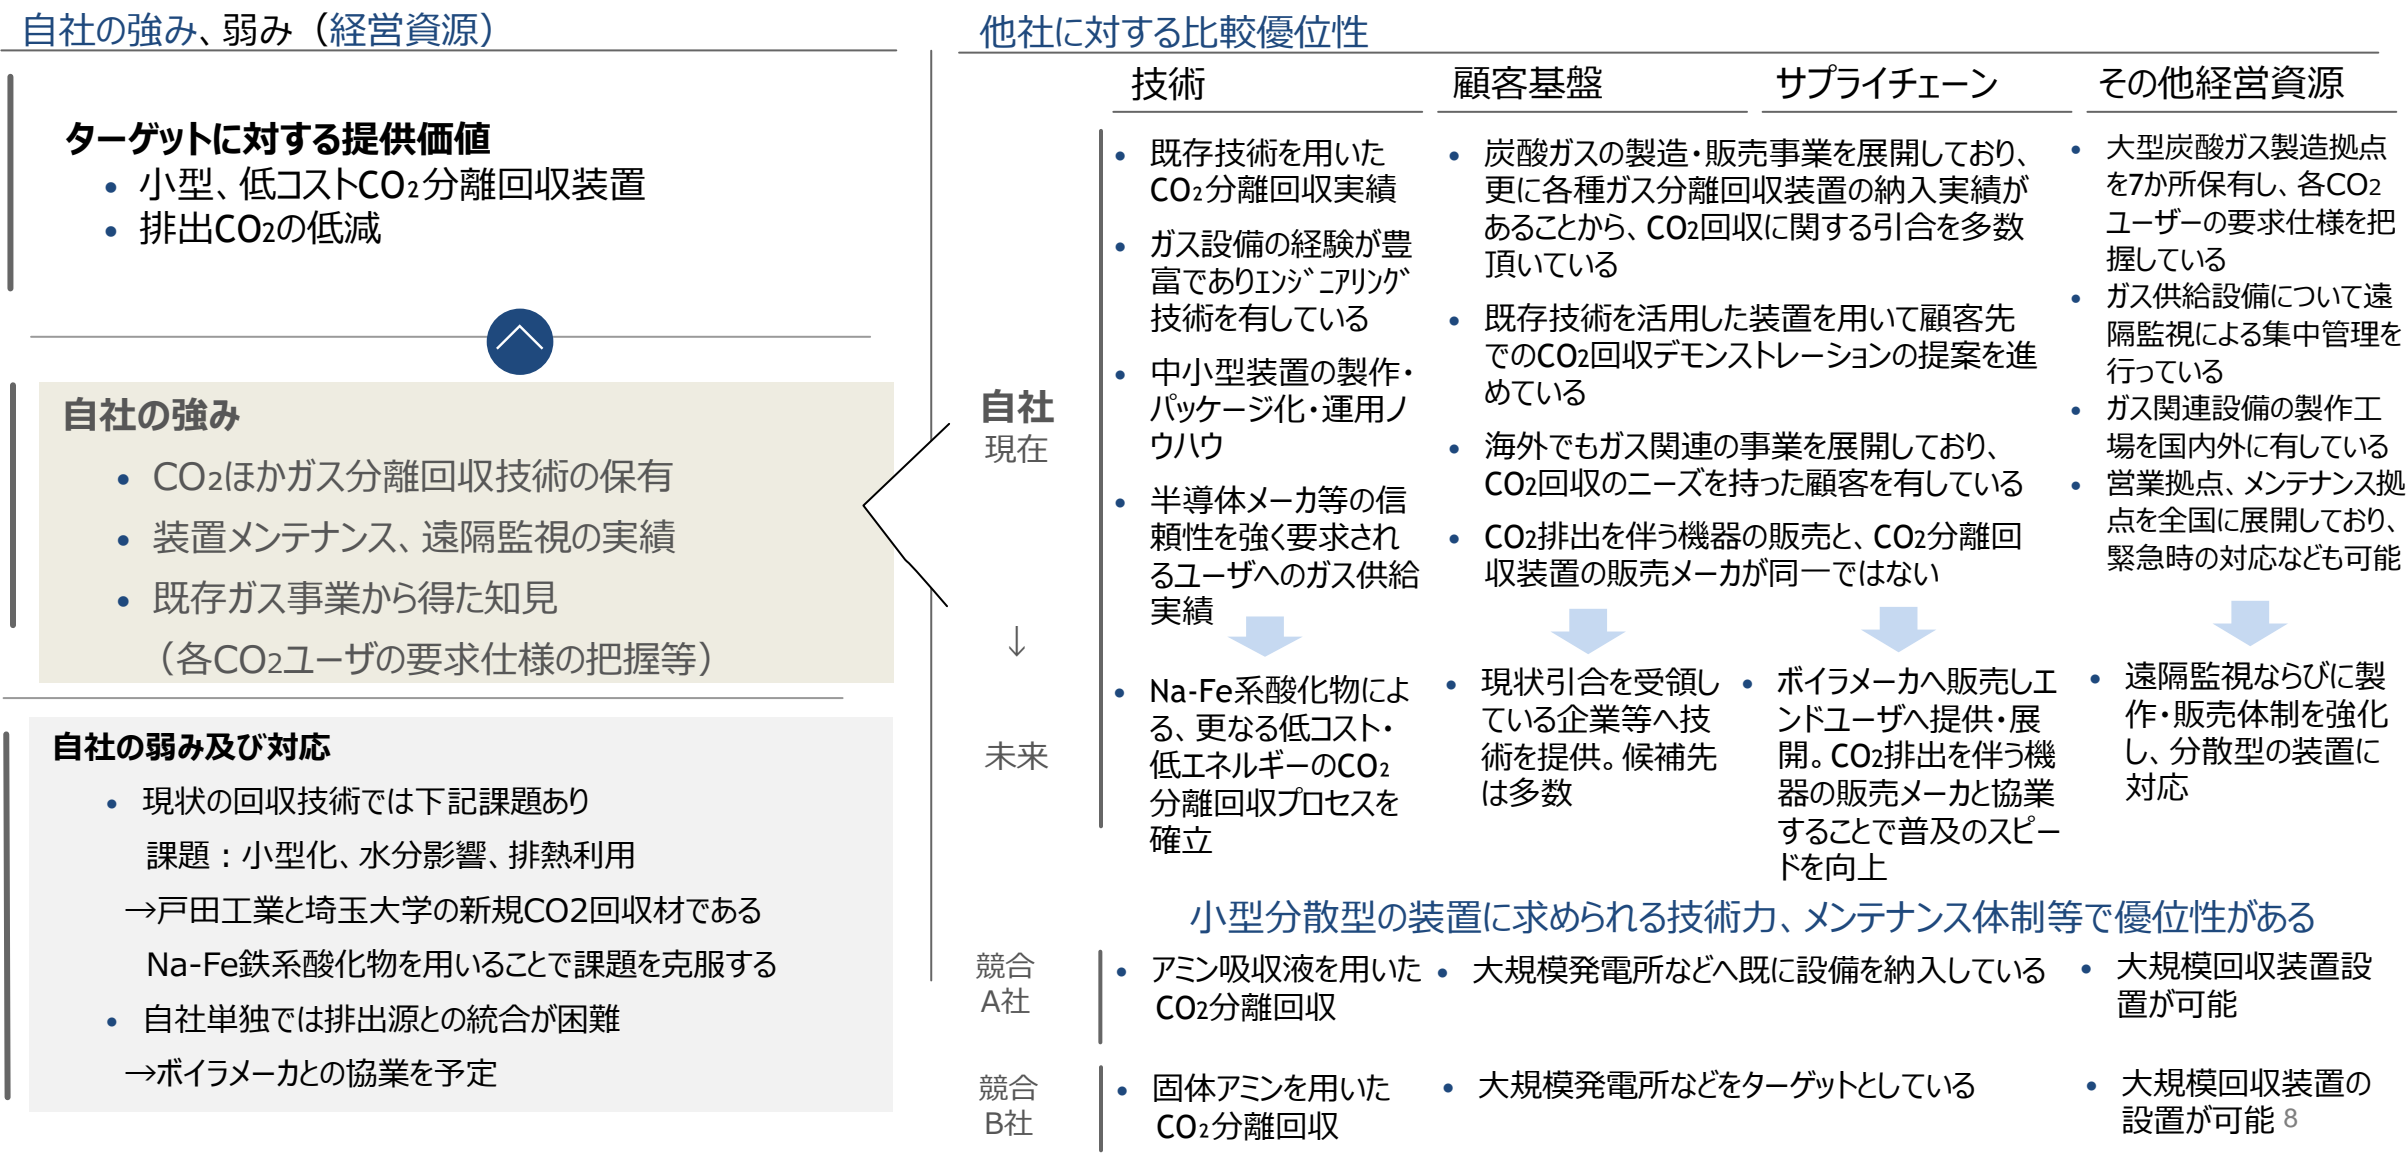 自社の強み、弱み（経営資源）
ターゲットに対する提供価値
• 小型、低コストCO₂分離回収装置
• 排出CO₂の低減
自社の強み
• CO₂ほかガス分離回収技術の保有
• 装置メンテナンス、遠隔監視の実績
• 既存ガス事業から得た知見
（各CO₂ユーザの要求仕様の把握等）
自社の弱み及び対応
• 現状の回収技術では下記課題あり
課題：小型化、水分影響、排熱利用
→戸田工業と埼玉大学の新規CO2回収材である
Na-Fe鉄系酸化物を用いることで課題を克服する
• 自社単独では排出源との統合が困難
→ボイラメーカとの協業を予定
他社に対する比較優位性
技術
顧客基盤
サプライチェーン
その他経営資源
自社
現在
↓
未来
• 既存技術を用いた
CO₂分離回収実績
• ガス設備の経験が豊
富でありｴﾝｼﾞﾆｱﾘﾝｸﾞ
技術を有している
• 中小型装置の製作・
パッケージ化・運用ノ
ウハウ
• 半導体メーカ等の信
頼性を強く要求され
るユーザへのガス供給
実績
• Na-Fe系酸化物によ
る、更なる低コスト・
低エネルギーのCO₂
分離回収プロセスを
確立
• 炭酸ガスの製造・販売事業を展開しており、
更に各種ガス分離回収装置の納入実績が
あることから、CO₂回収に関する引合を多数
頂いている
• 既存技術を活用した装置を用いて顧客先
でのCO₂回収デモンストレーションの提案を進
めている
• 海外でもガス関連の事業を展開しており、
CO₂回収のニーズを持った顧客を有している
• CO₂排出を伴う機器の販売と、CO₂分離回
収装置の販売メーカが同一ではない
• 現状引合を受領し
ている企業等へ技
術を提供。候補先
は多数
• ボイラメーカへ販売しエ
ンドユーザへ提供・展
開。CO₂排出を伴う機
器の販売メーカと協業
することで普及のスピー
ドを向上
• 大型炭酸ガス製造拠点
を7か所保有し、各CO₂
ユーザーの要求仕様を把
握している
• ガス供給設備について遠
隔監視による集中管理を
行っている
• ガス関連設備の製作工
場を国内外に有している
• 営業拠点、メンテナンス拠
点を全国に展開しており、
緊急時の対応なども可能
• 遠隔監視ならびに製
作・販売体制を強化
し、分散型の装置に
対応
小型分散型の装置に求められる技術力、メンテナンス体制等で優位性がある
競合
A社
• アミン吸収液を用いた
CO₂分離回収
• 大規模発電所などへ既に設備を納入している
• 大規模回収装置設
置が可能
競合
B社
• 固体アミンを用いた
CO₂分離回収
• 大規模発電所などをターゲットとしている
• 大規模回収装置の
設置が可能
8